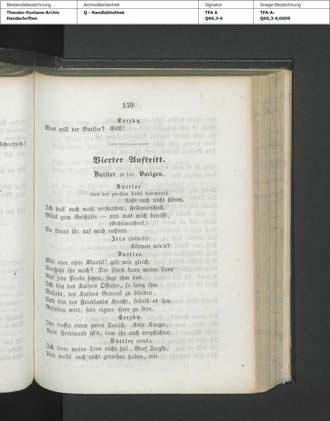 Bestandsbezeichnung Archivalieneinheit Signatur Image-Bezeichnung
Theodor-Fontane-Archiv Q - Handbibliothek TFA A TFA-A-
Handschriften Q66,3-4 Q66,3-4,0609
159
Terzky.
Was will der Buttler? Still!
Vierter Auftritt.
Buttler zu den Vorigen.
Buttler
(von der zweiten Tafel kommend).
Laßt euch nicht stören.
Ich hab' euch wohl verstanden, Feldmarschall.
Glück zum Geschäfte — und was mich betrifft,
(Geheimnißvoll.)
So könnt ihr auf mich rechnen.
Illo (lebhaft).
Können wir's?
Buttler.
Mit oder ohne Klausel! gilt mir gleich.
Versteht ihr mich? Der Fürst kann meine Treu'
Auf jede Probe setzen, sagt ihm das.
Ich bin des Kaisers Officier, so lang ihm
Beliebt, des Kaisers General zu bleiben,
Und bin des Friedlands Knecht, sobald es ihm
Gefallen wird, sein eigner Herr zu seyn.
Terzky.
Ihr treffet einen guten Tausch. Kein Karger,
Kein Ferdinand ist's, dem ihr euch verpflichtet.
Buttler (ernst).
Ich biete meine Treu nicht feil, Graf Terzky,
Und wollt' euch nicht gerathen haben, mir